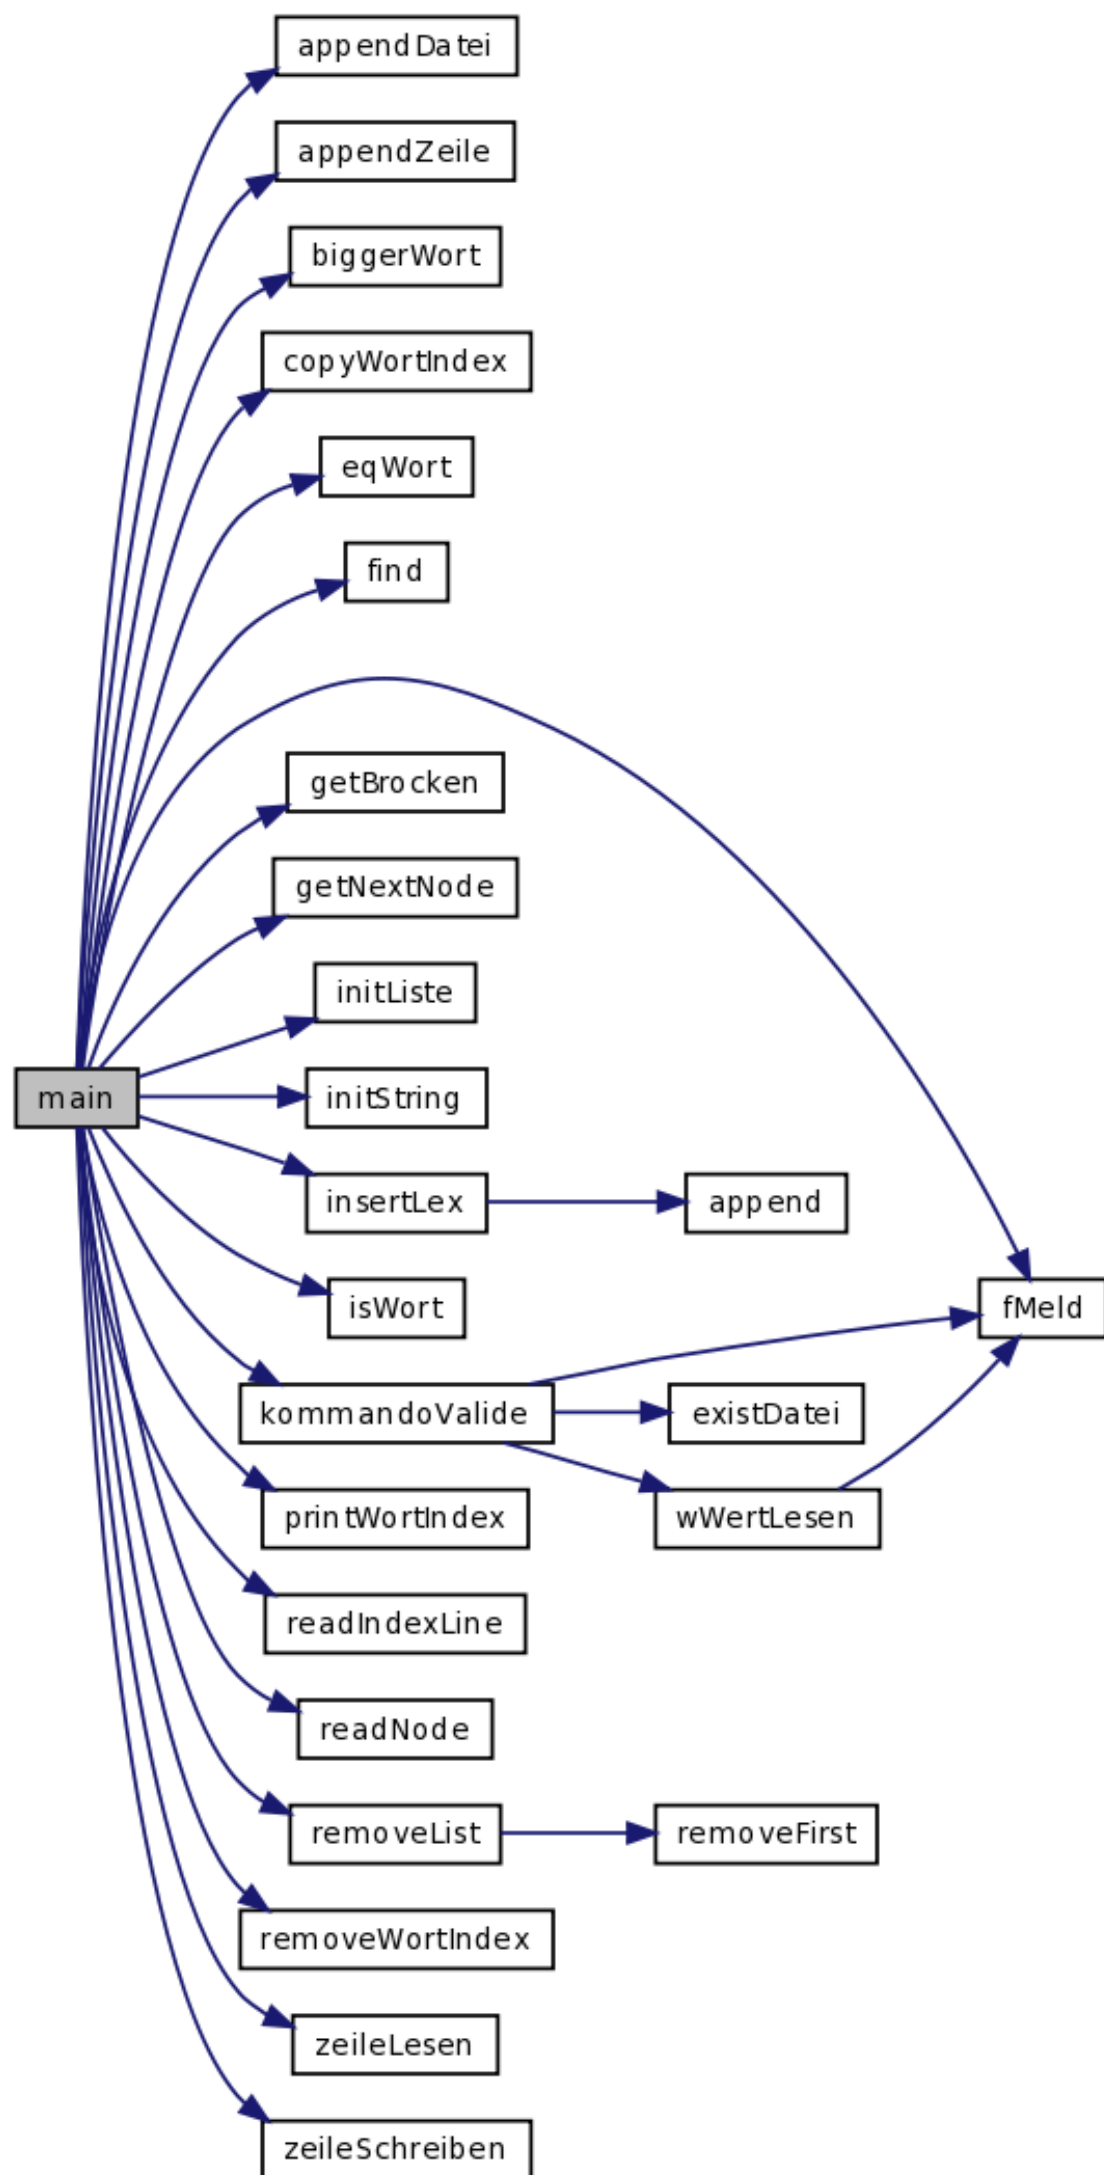 appendDatei
appendZeile
biggerWort
copyWortIndex
eqWort
find
getBrocken
getNextNode
initListe
main
initString
insertLex
append
isWort
fMeld
kommandoValide
existDatei
printWortIndex
wWertLesen
readIndexLine
readNode
removeList
removeFirst
removeWortIndex
zeileLesen
zeileSchreiben